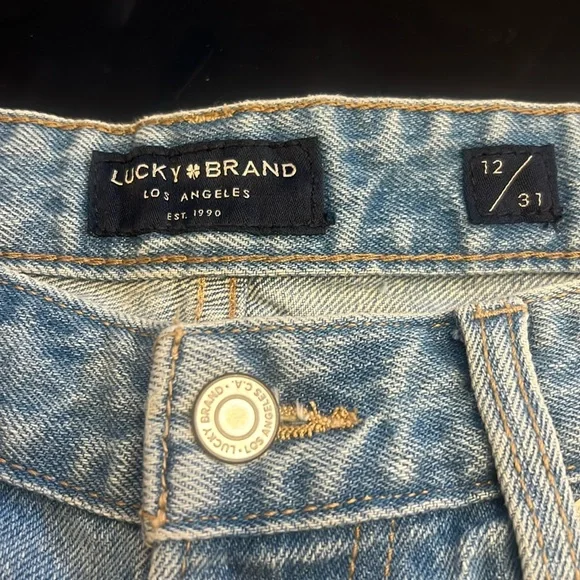 LUCKY BRAND
LOS ANGELES
EST. 1990
12/31
LUCKY BRAND • LOS ANGELES C.A. •